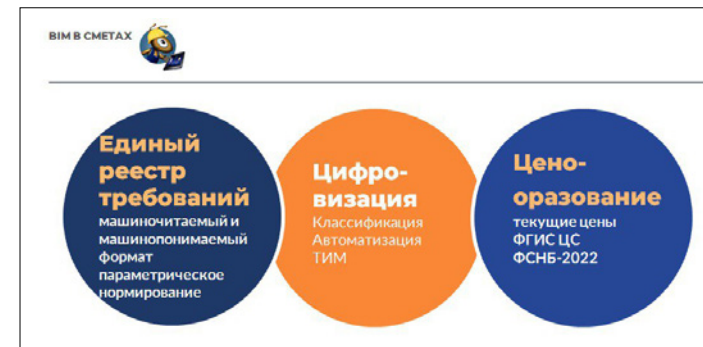 BIM В СМЕТАХ
Единый
реестр
требований
машиночитаемый и
машинопонимаемый
формат
параметрическое
нормирование
Цифро-
визация
Классификация
Автоматизация
ТИМ
Цено-
оразование
текущие цены
ФГИС ЦС
ФСНБ-2022